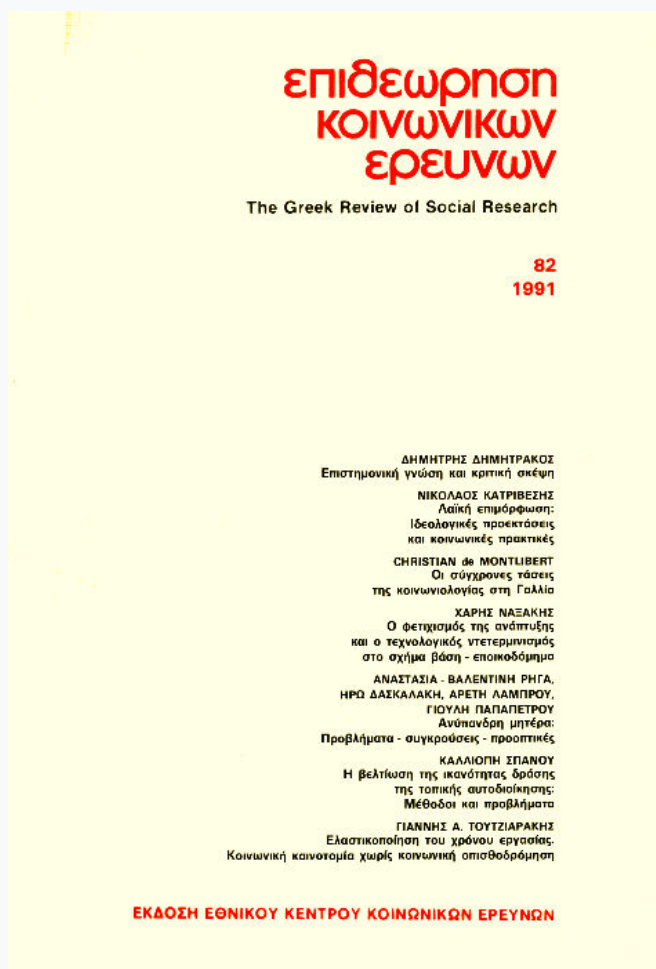 επιθεωρηση
κοινωνικων
ερευνων
The Greek Review of Social Research
82
1991
ΔΗΜΗΤΡΗΣ ΔΗΜΗΤΡΑΚΟΣ
Επιστημονική γνώση και κριτική σκέψη
ΝΙΚΟΛΑΟΣ ΚΑΤΡΙΒΕΣΗΣ
Λαϊκή επιμόρφωση:
Ιδεολογικές προεκτάσεις
και κοινωνικές πρακτικές
CHRISTIAN de MONTLIBERT
Οι σύγχρονες τάσεις
της κοινωνιολογίας στη Γαλλία
ΧΑΡΗΣ ΝΑΞΑΚΗΣ
Ο φετιχισμός της ανάπτυξης
και ο τεχνολογικός ντετερμινισμός
στο σχήμα βάση - εποικοδόμημα
ΑΝΑΣΤΑΣΙΑ - ΒΑΛΕΝΤΙΝΗ ΡΗΓΑ,
ΗΡΩ ΔΑΣΚΑΛΑΚΗ, ΑΡΕΤΗ ΛΑΜΠΡΟΥ,
ΓΙΟΥΛΗ ΠΑΠΑΠΕΤΡΟΥ
Ανύπανδρη μητέρα:
Προβλήματα - συγκρούσεις - προοπτικές
ΚΑΛΛΙΟΠΗ ΣΠΑΝΟΥ
Η βελτίωση της ικανότητας δράσης
της τοπικής αυτοδιοίκησης:
Μέθοδοι και προβλήματα
ΓΙΑΝΝΗΣ Α. ΤΟΥΤΖΙΑΡΑΚΗΣ
Ελαστικοποίηση του χρόνου εργασίας.
Κοινωνική καινοτομία χωρίς κοινωνική οπισθοδρόμηση
ΕΚΔΟΣΗ ΕΘΝΙΚΟΥ ΚΕΝΤΡΟΥ ΚΟΙΝΩΝΙΚΩΝ ΕΡΕΥΝΩΝ